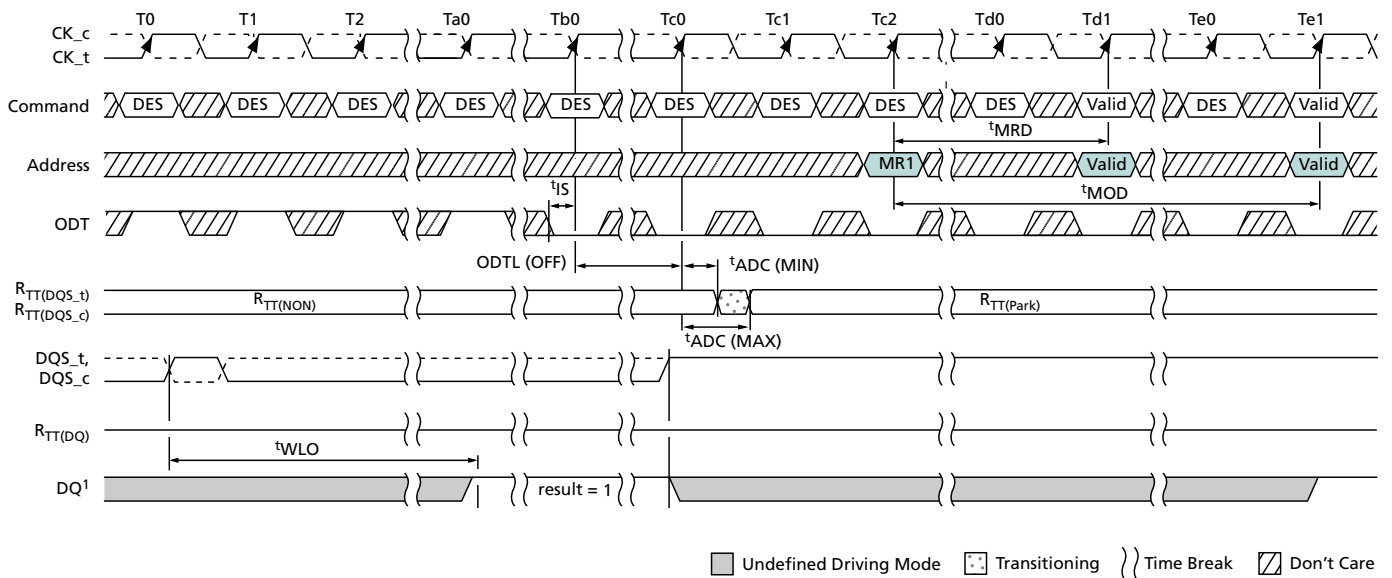 T0 T1 T2 Ta0 Tb0 Tc0 Tc1 Tc2 Td0 Td1 Te0 Te1
CK_c
CK_t
Command DES DES DES DES DES DES DES DES DES Valid DES Valid
tMRD
Address MR1 Valid Valid
tIS
tMOD
ODT
ODTL (OFF) tADC (MIN)
RTT(DQS_t)
RTT(DQS_c)
RTT(NON) RTT(Park)
tADC (MAX)
DQS_t,
DQS_c
RTT(DQ)
tWLO
DQ1 result = 1
Undefined Driving Mode Transitioning Time Break Don't Care